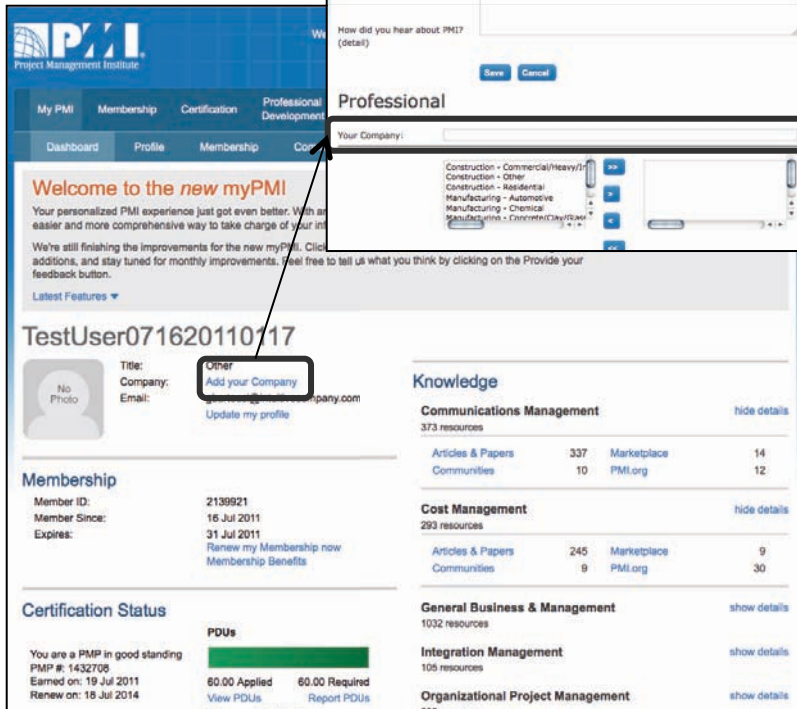 PMI.
Project Management Institute
We
My PMI Membership Certification Professional Development
Dashboard Profile Membership Com
Welcome to the new myPMI
Your personalized PMI experience just got even better. With an
easier and more comprehensive way to take charge of your inf
We're still finishing the improvements for the new myPMI. Clic
additions, and stay tuned for monthly improvements. Feel free to tell us what you think by clicking on the Provide your
feedback button.
Latest Features
How did you hear about PMI?
(detail)
Save Cancel
Professional
Your Company:
Construction - Commercial/Heavy/In
Construction - Other
Construction - Residential
Manufacturing - Automotive
Manufacturing - Chemical
Manufacturing - Concrete/Clay/Glass
>>
>
<
<<
TestUser071620110117
No
Photo
Title: Other
Company: Add your Company
Email:
Update my profile
Membership
Member ID: 2139921
Member Since: 16 Jul 2011
Expires: 31 Jul 2011
Renew my Membership now
Membership Benefits
Certification Status
PDUs
You are a PMP in good standing
PMP #: 1432708
Earned on: 19 Jul 2011
Renew on: 18 Jul 2014
60.00 Applied 60.00 Required
View PDUs Report PDUs
Knowledge
Communications Management hide details
373 resources
Articles & Papers 337 Marketplace 14
Communities 10 PMI.org 12
Cost Management hide details
293 resources
Articles & Papers 245 Marketplace 9
Communities 9 PMI.org 30
General Business & Management show details
1032 resources
Integration Management show details
105 resources
Organizational Project Management show details